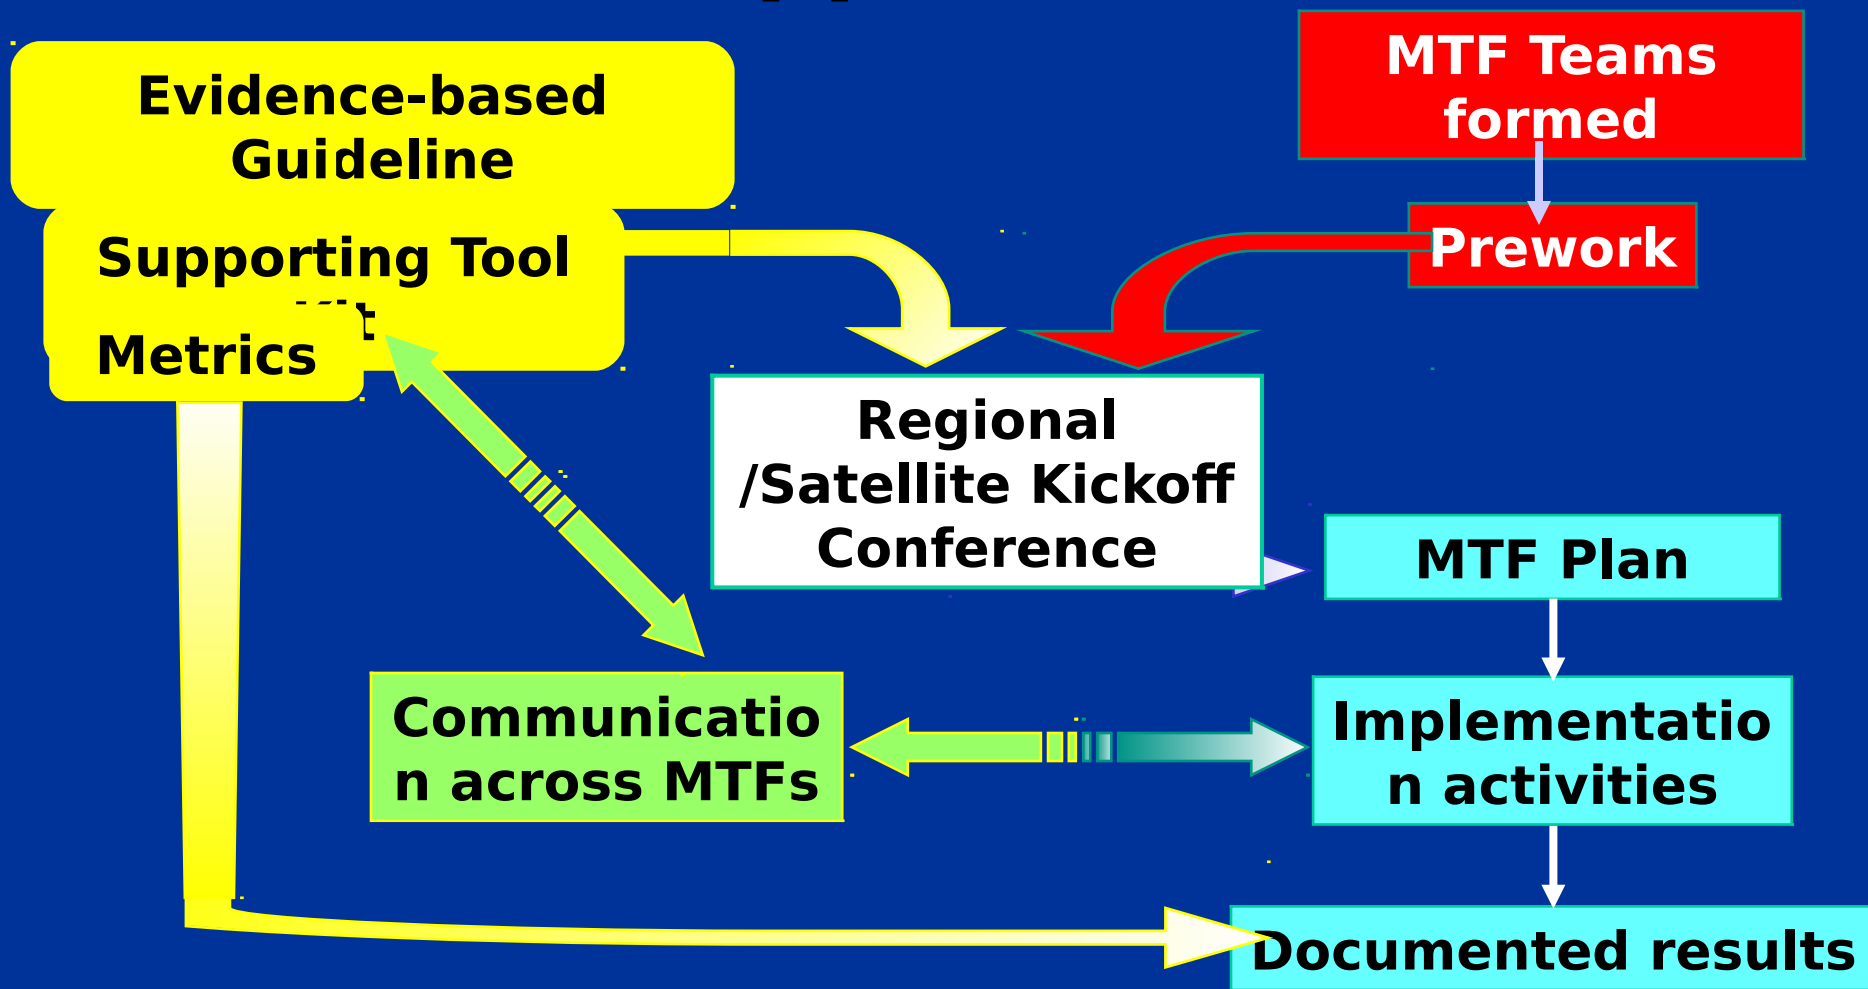 Evidence-based
Guideline
Supporting Tool
Metrics
MTF Teams
formed
Prework
Regional
/Satellite Kickoff
Conference
MTF Plan
Communicatio
n across MTFs
Implementatio
n activities
Documented results